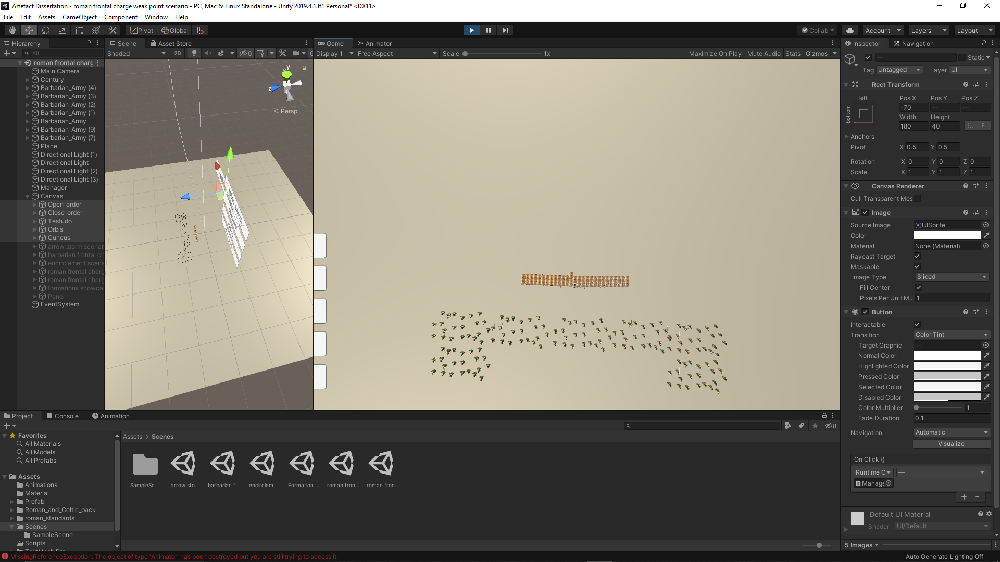 Artefact Dissertation - roman frontal charge weak point scenario - PC, Mac & Linux Standalone - Unity 2019.4.13f1 Personal* <DX11>
File Edit Assets GameObject Component Window Help
Pivot Global Collab Account Layers Layout
Hierarchy
All
roman frontal charg
Main Camera
Century
Barbarian_Army (4)
Barbarian_Army (3)
Barbarian_Army (2)
Barbarian_Army (1)
Barbarian_Army
Barbarian_Army (9)
Barbarian_Army (7)
Plane
Directional Light (1)
Directional Light
Directional Light (2)
Directional Light (3)
Manager
Canvas
Open_order
Close_order
Testudo
Orbis
Cuneus
arrow storm scenar
barbarian frontal ch
encirclement scena
roman frontal charg
roman frontal charg
formations showca
Panel
EventSystem
Scene Asset Store
Shaded 2D 0
y
z
Persp
Game Animator
Display 1 Free Aspect Scale 1x Maximize On Play Mute Audio Stats Gizmos
Inspector Navigation
— Static
Tag Untagged Layer UI
Rect Transform
left
bottom
Pos X Pos Y Pos Z
-70 — —
Width Height
180 40
R
Anchors
Pivot X 0.5 Y 0.5
Rotation X 0 Y 0 Z 0
Scale X 1 Y 1 Z 1
Canvas Renderer
Cull Transparent Mes
Image
Source Image UISprite
Color
Material None (Material)
Raycast Target
Maskable
Image Type Sliced
Fill Center
Pixels Per Unit Mul 1
Button
Interactable
Transition Color Tint
Target Graphic —
Normal Color
Highlighted Color
Pressed Color
Selected Color
Disabled Color
Color Multiplier 1
Fade Duration 0.1
Navigation Automatic
Visualize
On Click ()
Runtime O —
Manage
+ −
Default UI Material
Shader UI/Default
5 Images
Project Console Animation
8
Favorites
All Materials
All Models
All Prefabs
Assets
Animations
Material
Prefab
Roman_and_Celtic_pack
roman_standards
Scenes
SampleScene
Scripts
Assets > Scenes
SampleSc... arrow sto... barbarian f... encirclem... Formation ... roman fron... roman fron...
MissingReferenceException: The object of type 'Animator' has been destroyed but you are still trying to access it.
Auto Generate Lighting Off